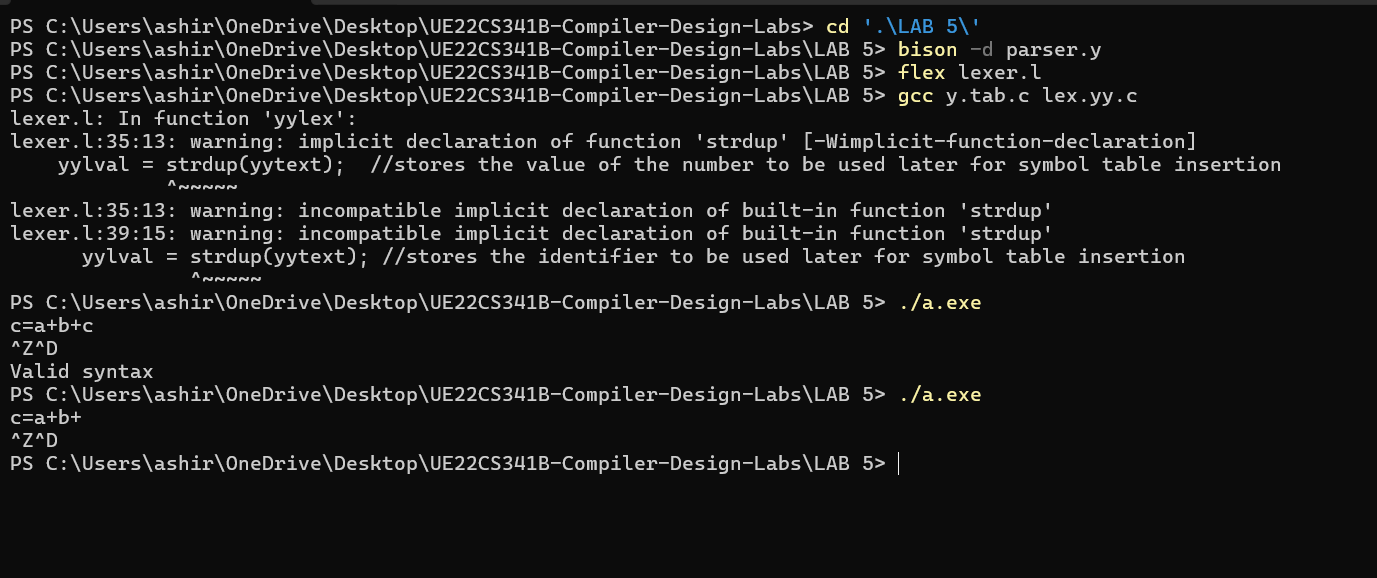 PS C:\Users\ashir\OneDrive\Desktop\UE22CS341B-Compiler-Design-Labs> cd '.\LAB 5\'
PS C:\Users\ashir\OneDrive\Desktop\UE22CS341B-Compiler-Design-Labs\LAB 5> bison -d parser.y
PS C:\Users\ashir\OneDrive\Desktop\UE22CS341B-Compiler-Design-Labs\LAB 5> flex lexer.l
PS C:\Users\ashir\OneDrive\Desktop\UE22CS341B-Compiler-Design-Labs\LAB 5> gcc y.tab.c lex.yy.c
lexer.l: In function 'yylex':
lexer.l:35:13: warning: implicit declaration of function 'strdup' [-Wimplicit-function-declaration]
    yylval = strdup(yytext);  //stores the value of the number to be used later for symbol table insertion
             ^~~~~~
lexer.l:35:13: warning: incompatible implicit declaration of built-in function 'strdup'
lexer.l:39:15: warning: incompatible implicit declaration of built-in function 'strdup'
      yylval = strdup(yytext); //stores the identifier to be used later for symbol table insertion
               ^~~~~~
PS C:\Users\ashir\OneDrive\Desktop\UE22CS341B-Compiler-Design-Labs\LAB 5> ./a.exe
c=a+b+c
^Z^D
Valid syntax
PS C:\Users\ashir\OneDrive\Desktop\UE22CS341B-Compiler-Design-Labs\LAB 5> ./a.exe
c=a+b+
^Z^D
PS C:\Users\ashir\OneDrive\Desktop\UE22CS341B-Compiler-Design-Labs\LAB 5>